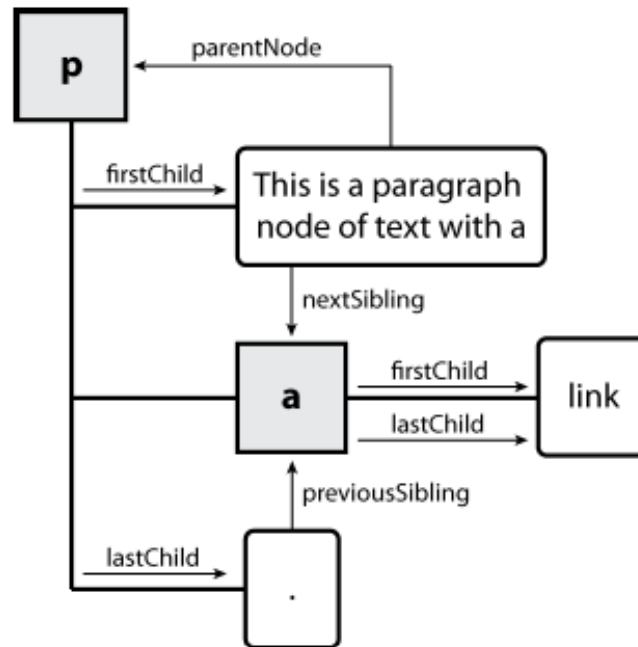 p
parentNode
firstChild
This is a paragraph
node of text with a
nextSibling
a
firstChild
lastChild
link
previousSibling
lastChild
.